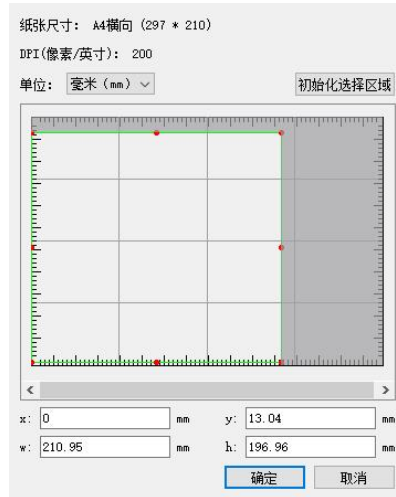 纸张尺寸: A4横向 (297 * 210)
DPI(像素/英寸): 200
单位: 毫米 (mm)
初始化选择区域
x: 0 mm y: 13.04 mm
w: 210.95 mm h: 196.96 mm
确定 取消